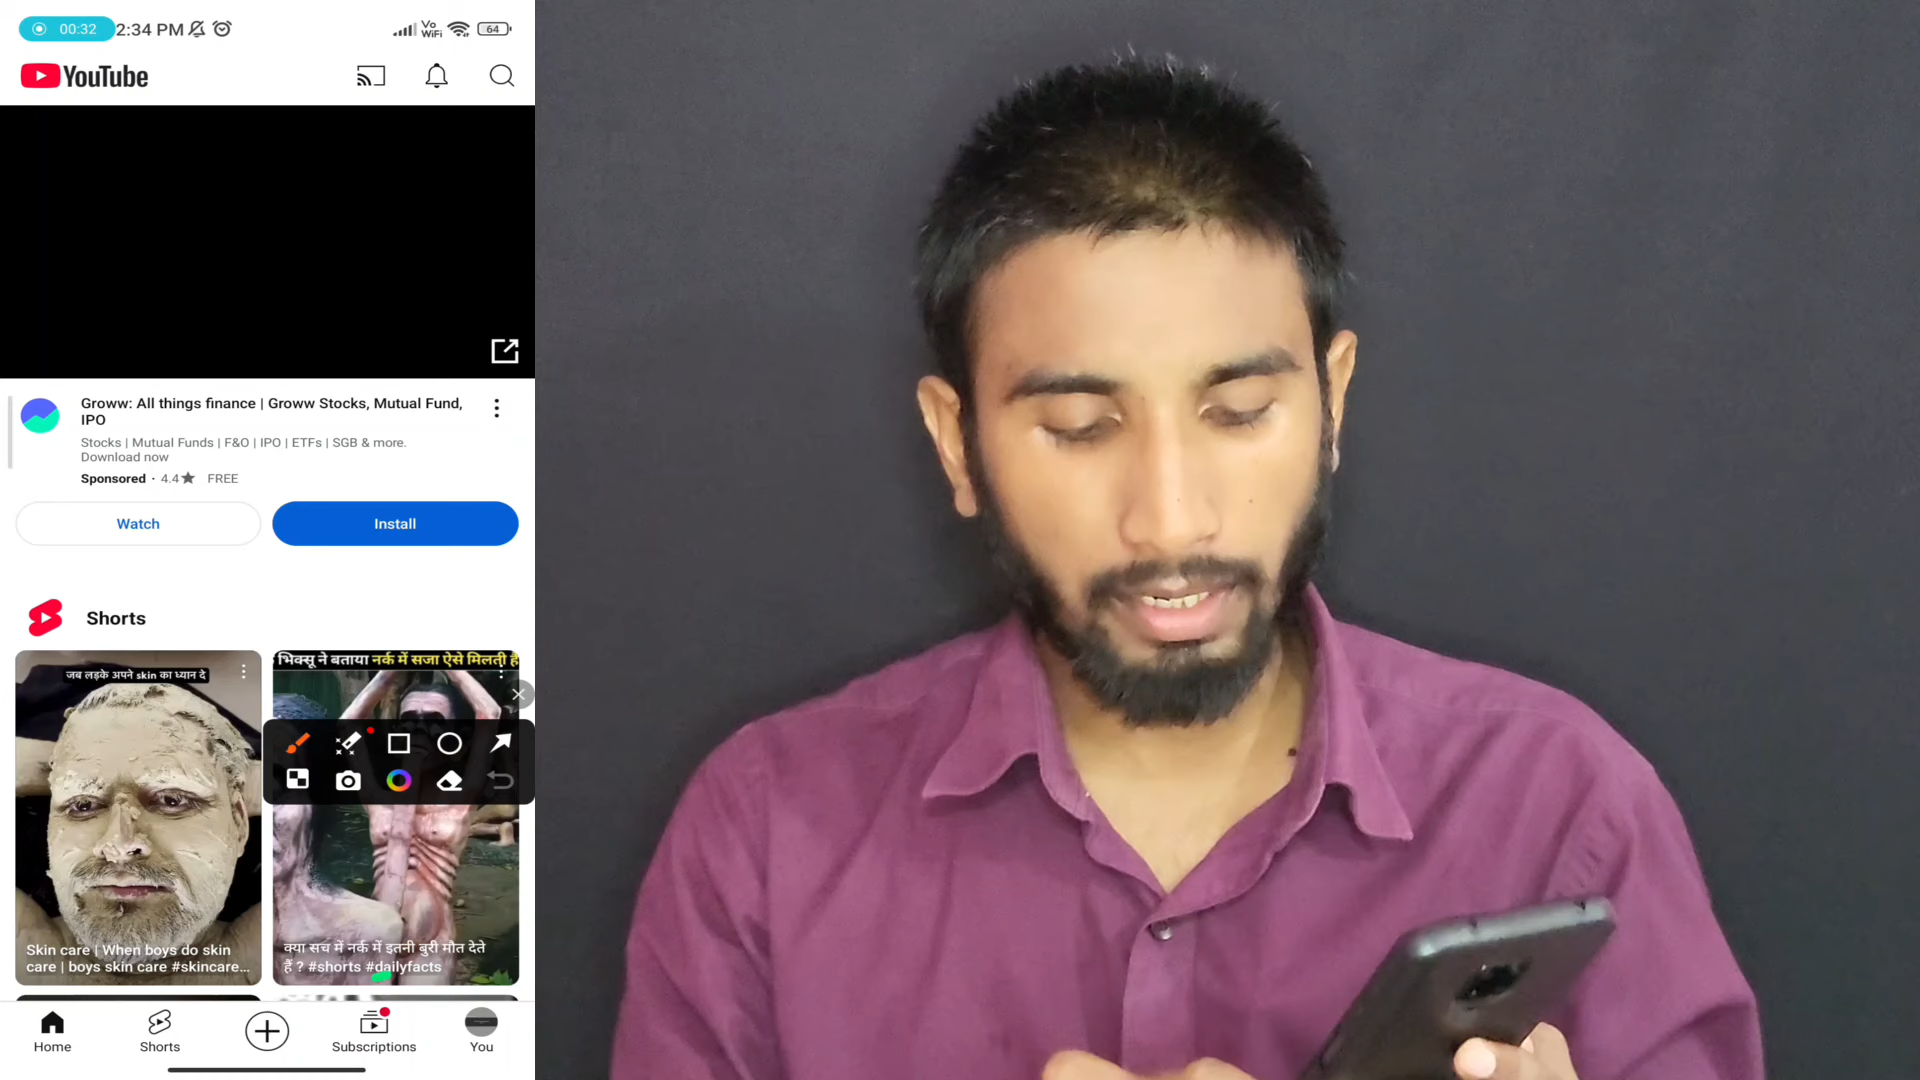 00:32 2:34 PM
Vo
WiFi
64
YouTube
Groww: All things finance | Groww Stocks, Mutual Fund,
IPO
Stocks | Mutual Funds | F&O | IPO | ETFs | SGB & more.
Download now
Sponsored · 4.4★ FREE
Watch
Install
Shorts
जब लड़के अपने skin का ध्यान दे
भिक्सू ने बताया नर्क में सजा ऐसे मिलती है
Skin care | When boys do skin
care | boys skin care #skincare...
क्या सच में नर्क में इतनी बुरी मौत देते
हैं ? #shorts #dailyfacts
Home
Shorts
Subscriptions
You